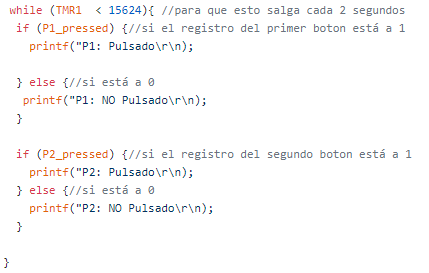 while (TMR1  < 15624){ //para que esto salga cada 2 segundos
if (P1_pressed) {//si el registro del primer boton está a 1
printf("P1: Pulsado\r\n);
} else {//si está a 0
printf("P1: NO Pulsado\r\n);
}
if (P2_pressed) {//si el registro del segundo boton está a 1
printf("P2: Pulsado\r\n);
} else {//si está a 0
printf("P2: NO Pulsado\r\n);
}
}